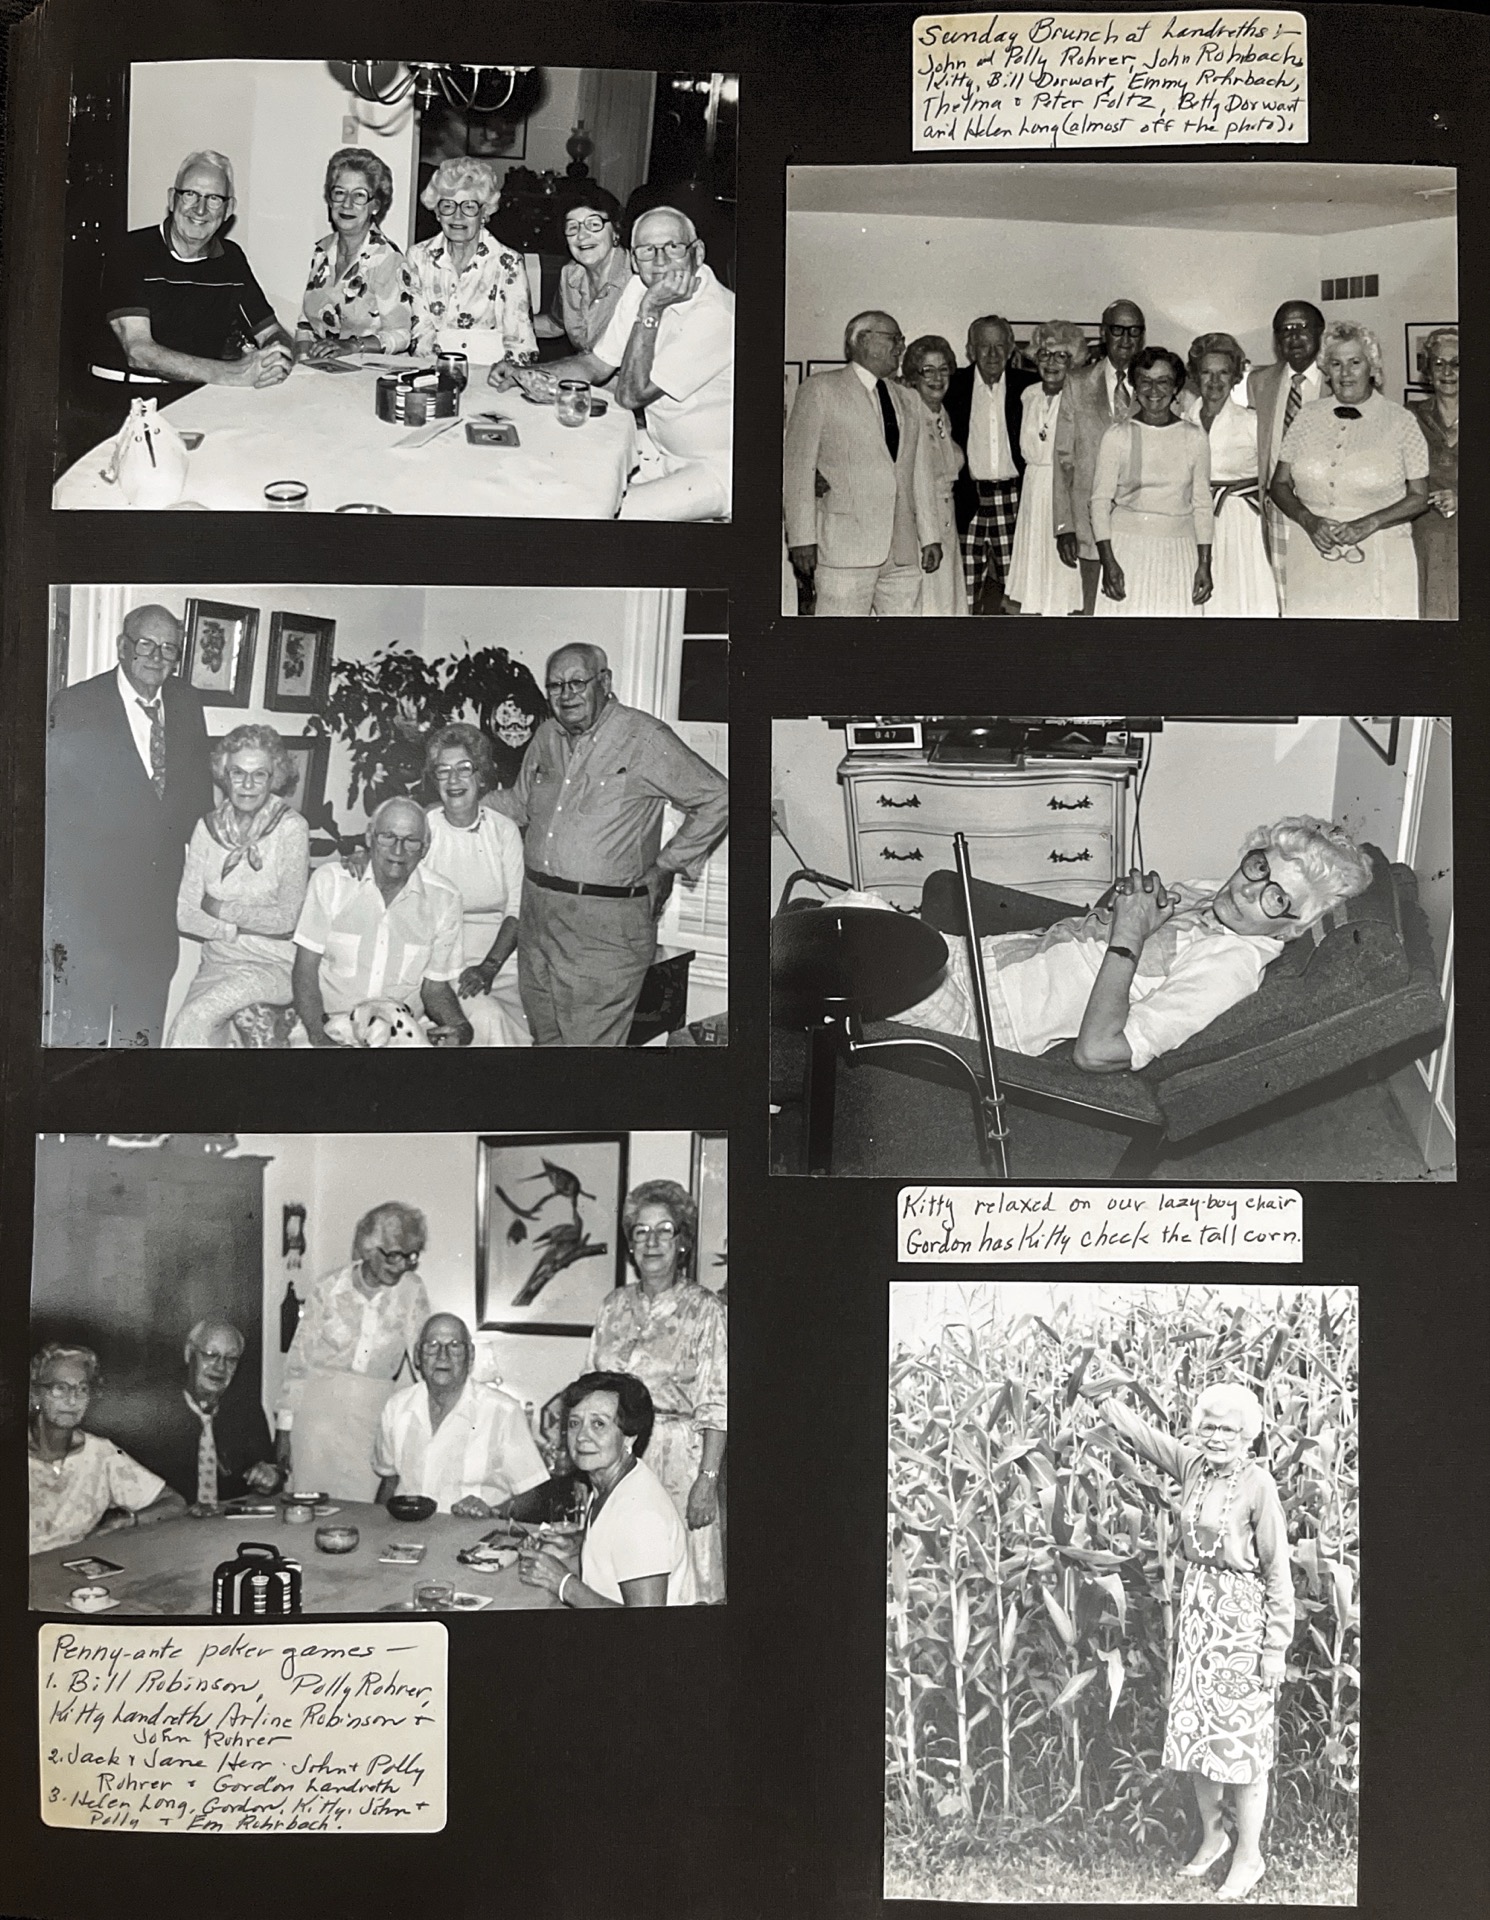 Sunday Brunch at Landreths:-
John and Polly Rohrer, John Rohrbach,
Kitty, Bill Dorwart, Emmy Rohrbach,
Thelma & Peter Foltz, Betty Dorwart
and Helen Long (almost off the photo).
9 47
Kitty relaxed on our lazy-boy chair
Gordon has Kitty check the tall corn.
Penny-ante poker games —
1. Bill Robinson, Polly Rohrer,
Kitty Landreth, Arline Robinson &
John Rohrer
2. Jack & Jane Herr. John & Polly
Rohrer & Gordon Landreth
3. Helen Long, Gordon, Kitty, John &
Polly & Em Rohrbach.